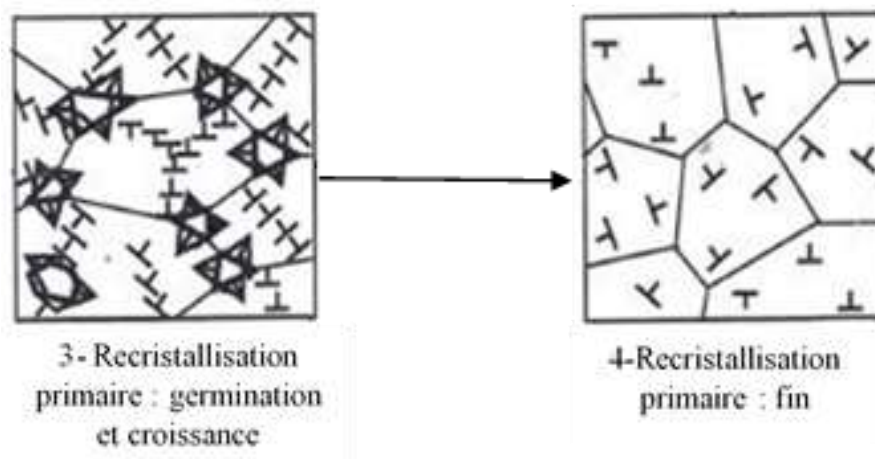 3- Recristallisation
primaire : germination
et croissance
4-Recristallisation
primaire : fin